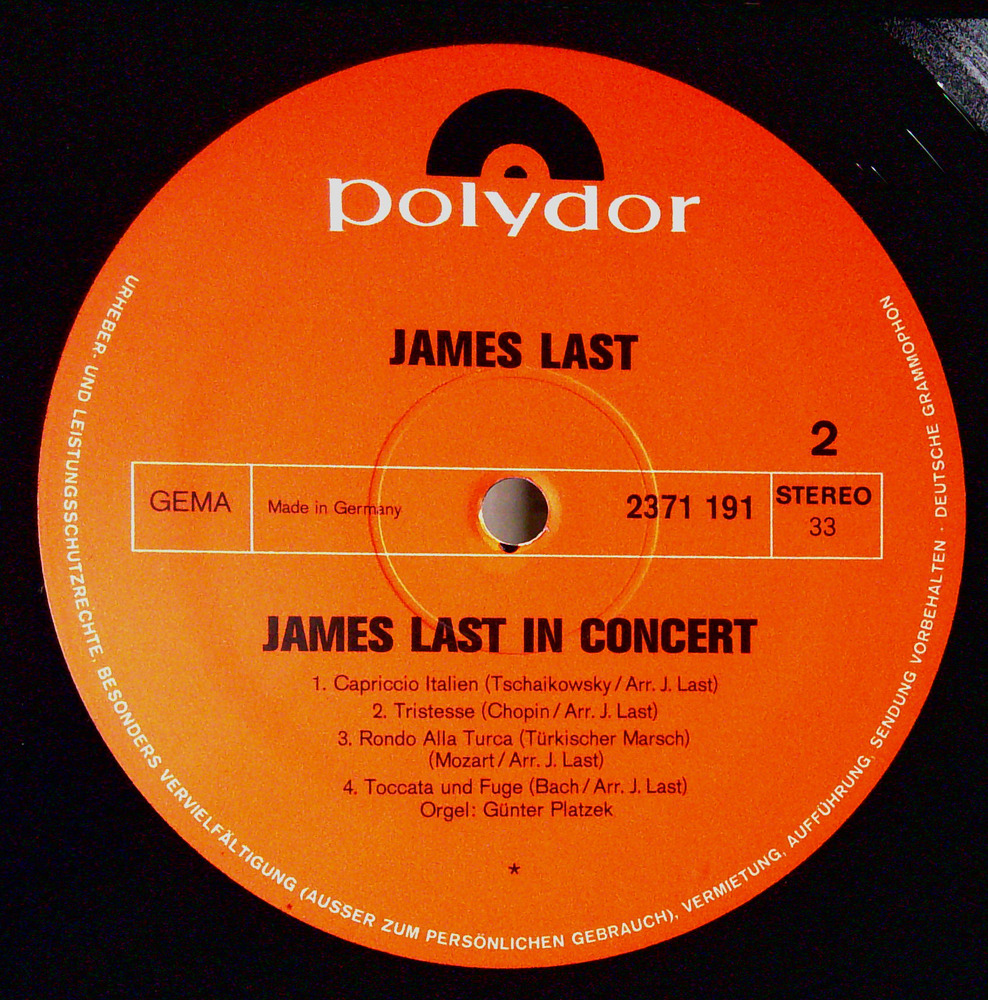 polydor
JAMES LAST
2
GEMA
Made in Germany
2371 191
STEREO
33
JAMES LAST IN CONCERT
1. Capriccio Italien (Tschaikowsky/Arr. J. Last)
2. Tristesse (Chopin/Arr. J. Last)
3. Rondo Alla Turca (Türkischer Marsch)
(Mozart/Arr. J. Last)
4. Toccata und Fuge (Bach/Arr. J. Last)
Orgel: Günter Platzek
*
URHEBER- UND LEISTUNGSSCHUTZRECHTE, BESONDERS VERVIELFÄLTIGUNG (AUSSER ZUM PERSÖNLICHEN GEBRAUCH), VERMIETUNG, AUFFÜHRUNG, SENDUNG VORBEHALTEN · DEUTSCHE GRAMMOPHON